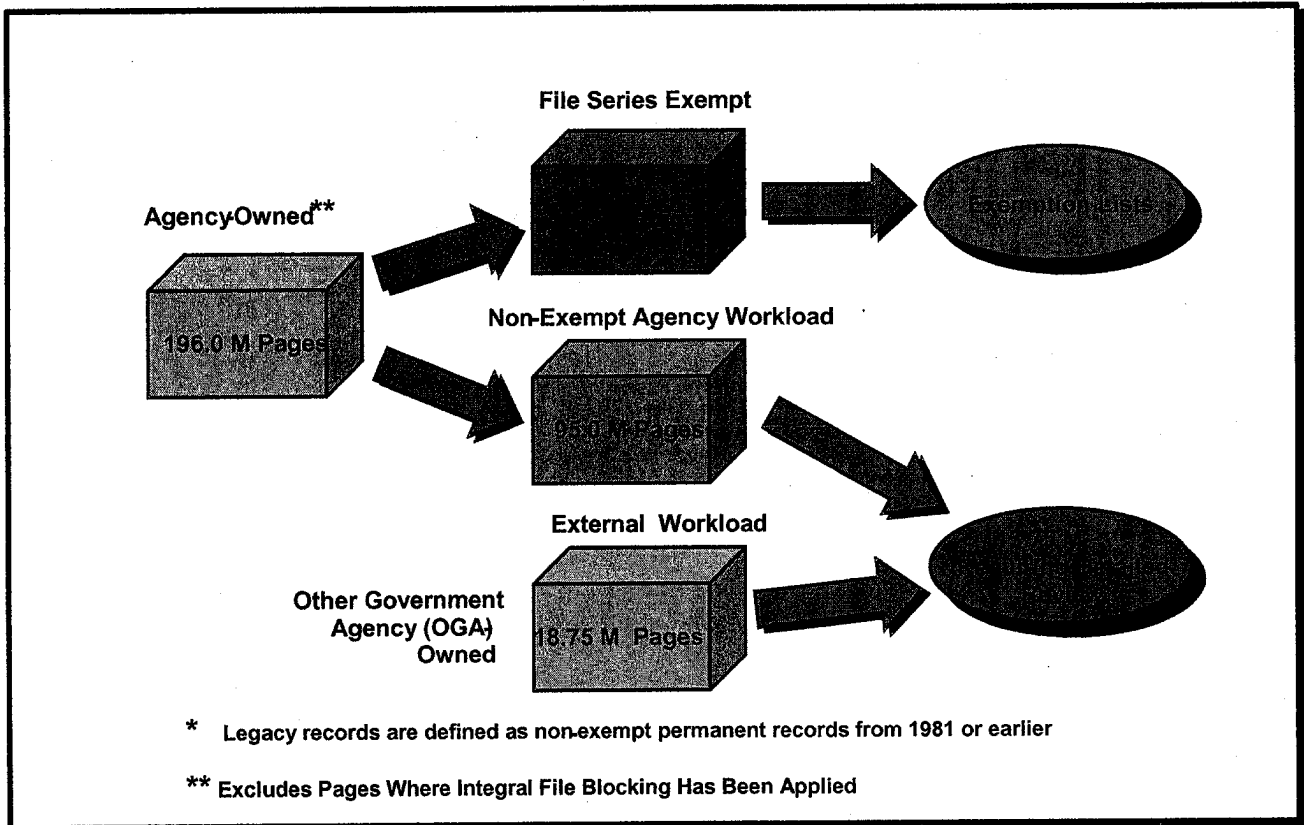 File Series Exempt
Agency-Owned**
Exemption Lists
196.0 M Pages
Non-Exempt Agency Workload
95.0 M Pages
External Workload
Other Government
Agency (OGA)
Owned
18.75 M Pages
* Legacy records are defined as non-exempt permanent records from 1981 or earlier
** Excludes Pages Where Integral File Blocking Has Been Applied